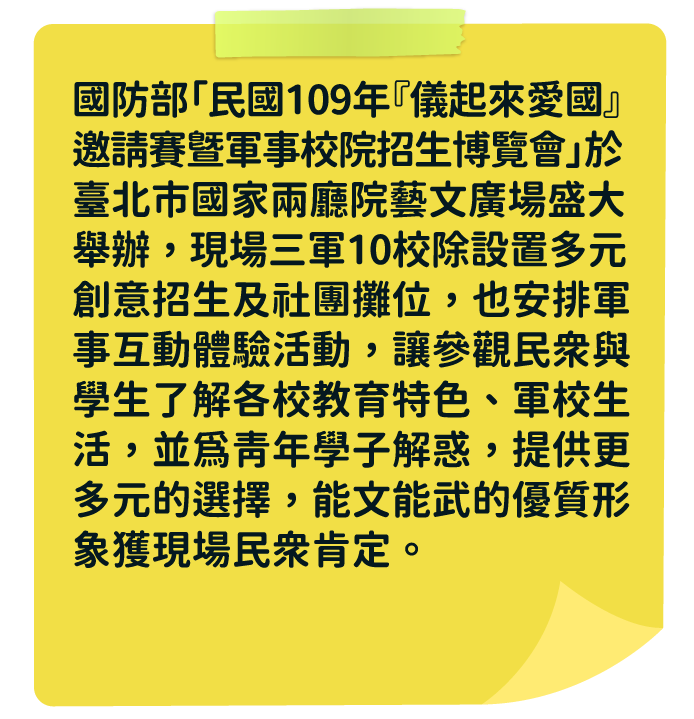 國防部「民國109年『儀起來愛國』
邀請賽暨軍事校院招生博覽會」於
臺北市國家兩廳院藝文廣場盛大
舉辦，現場三軍10校除設置多元
創意招生及社團攤位，也安排軍
事互動體驗活動，讓參觀民眾與
學生了解各校教育特色、軍校生
活，並爲靑年學子解惑，提供更
多元的選擇，能文能武的優質形
象獲現場民眾肯定。